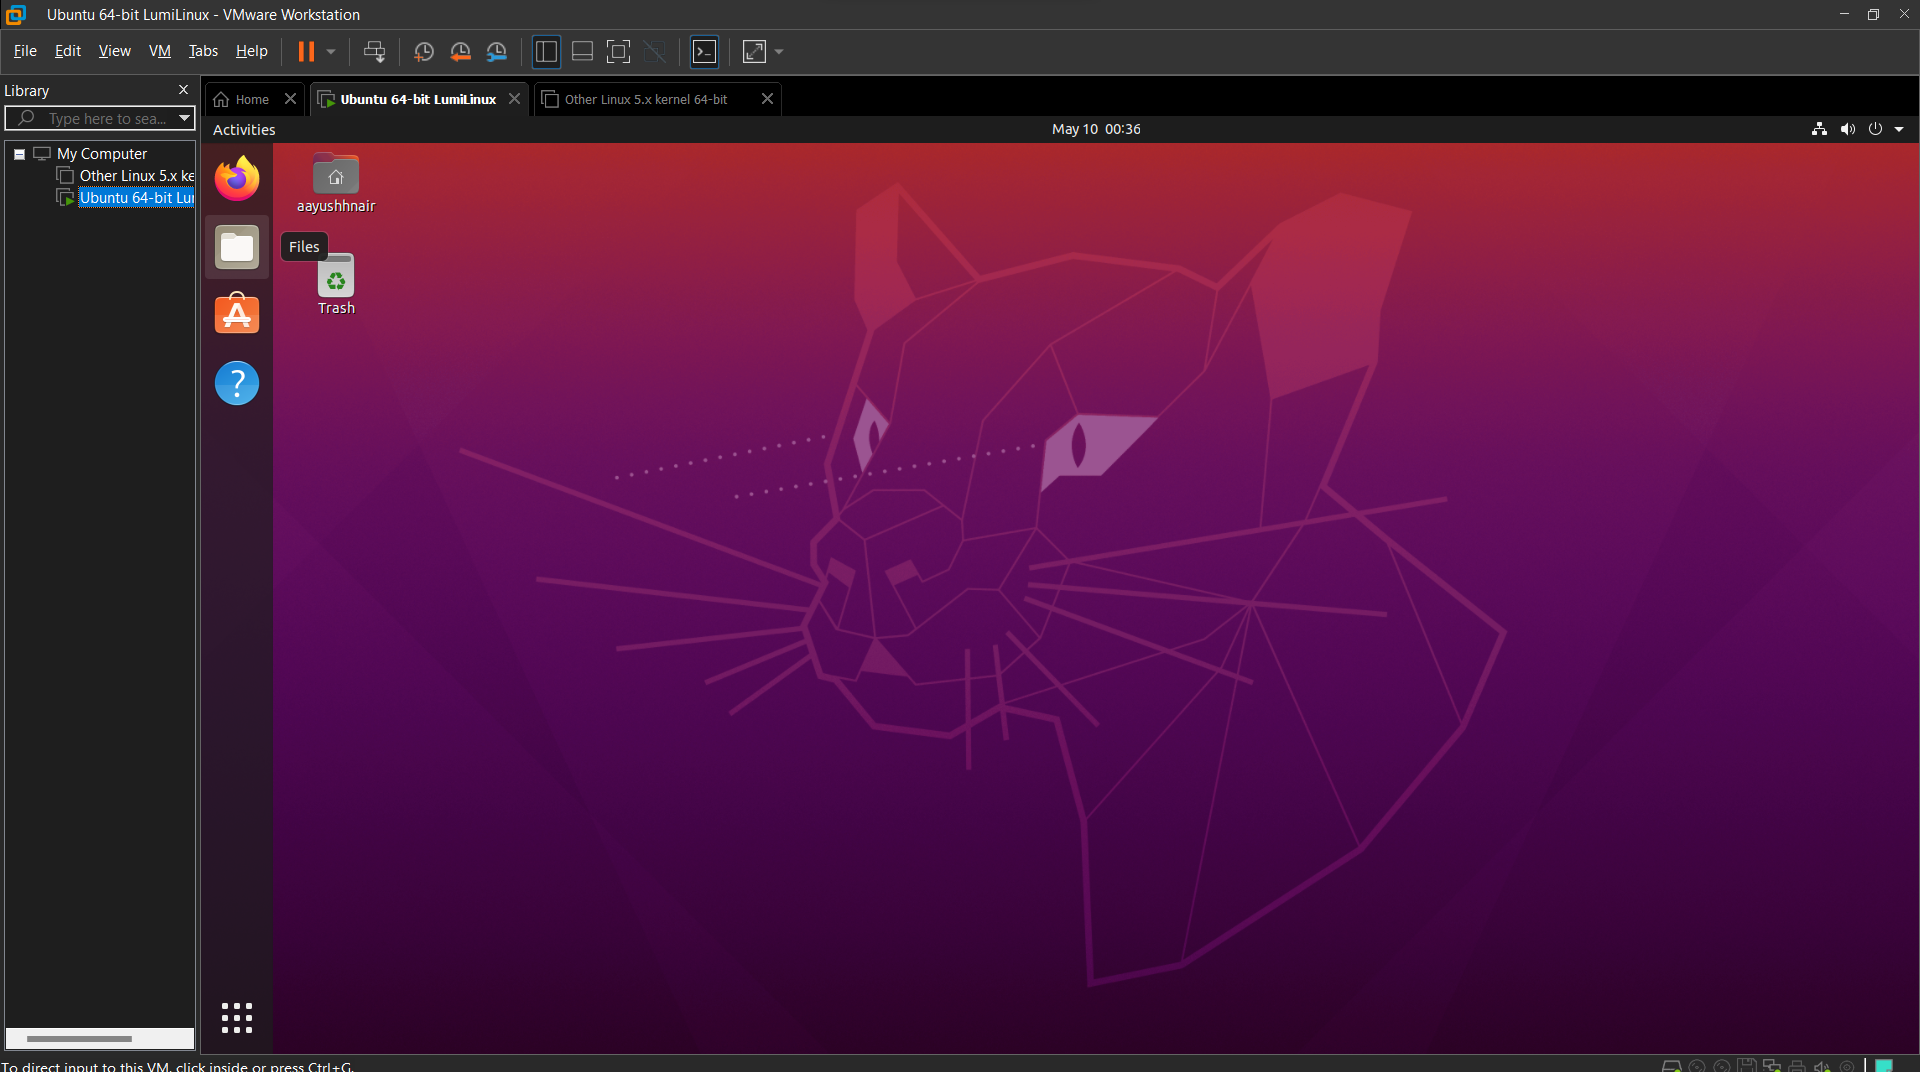 Ubuntu 64-bit LumiLinux - VMware Workstation
File Edit View VM Tabs Help
Library
Type here to sea...
Home
Ubuntu 64-bit LumiLinux
Other Linux 5.x kernel 64-bit
Activities
May 10 00:36
My Computer
Other Linux 5.x ke
Ubuntu 64-bit Lu
aayushhnair
Files
Trash
To direct input to this VM, click inside or press Ctrl+G.